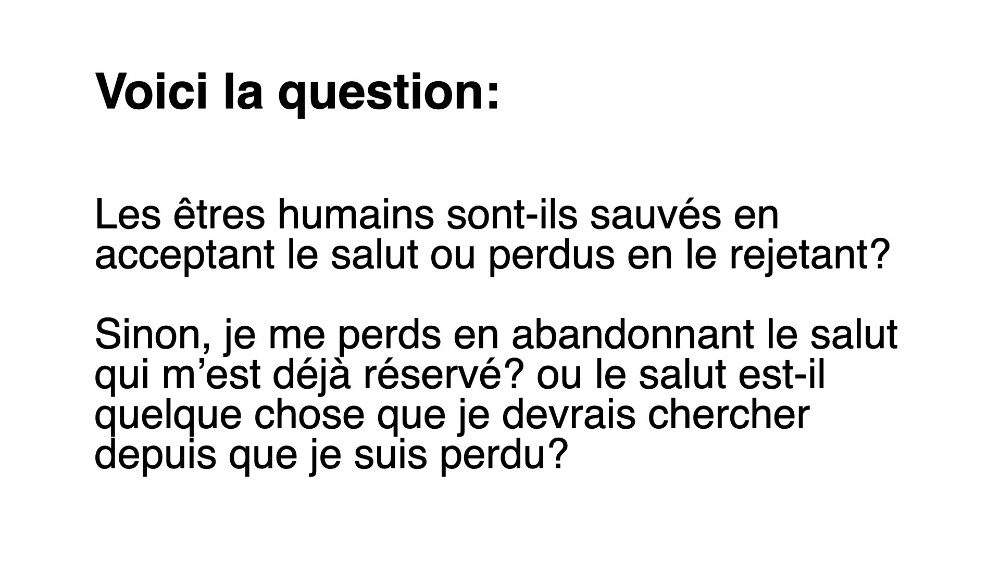 Voici la question:
Les êtres humains sont-ils sauvés en
acceptant le salut ou perdus en le rejetant?
Sinon, je me perds en abandonnant le salut
qui m’est déjà réservé? ou le salut est-il
quelque chose que je devrais chercher
depuis que je suis perdu?